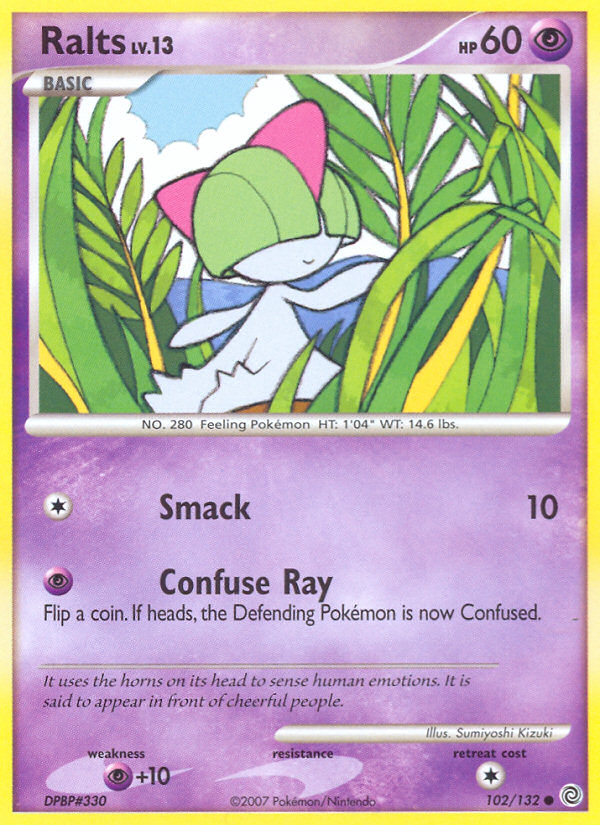 Ralts LV.13
HP 60
BASIC
NO. 280 Feeling Pokémon HT: 1'04" WT: 14.6 lbs.
Smack 10
Confuse Ray
Flip a coin. If heads, the Defending Pokémon is now Confused.
It uses the horns on its head to sense human emotions. It is
said to appear in front of cheerful people.
Illus. Sumiyoshi Kizuki
weakness resistance retreat cost
+10
DPBP#330 ©2007 Pokémon/Nintendo 102/132